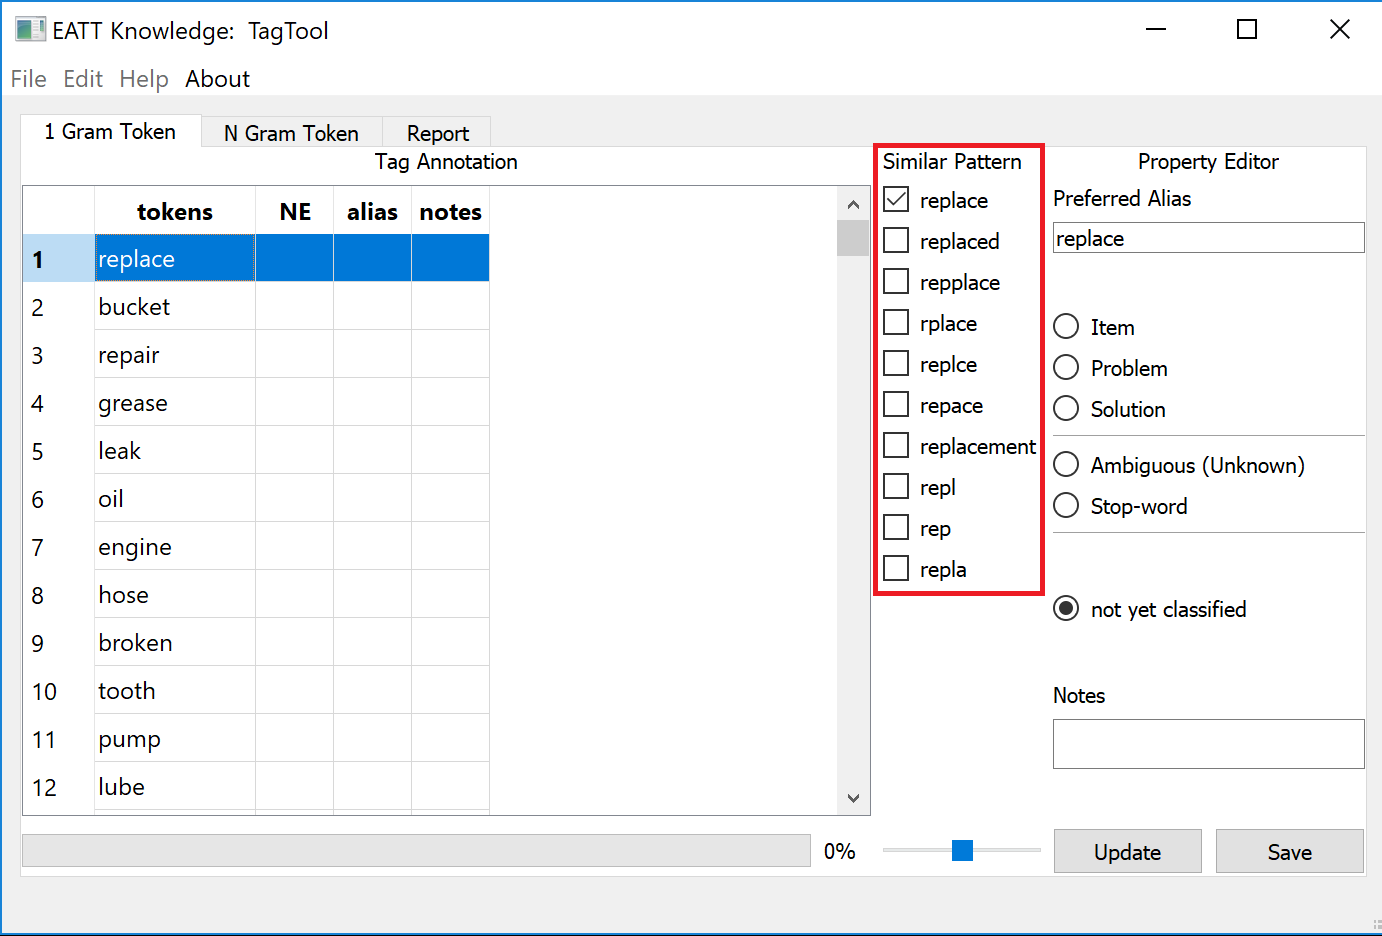 EATT Knowledge:  TagTool
File Edit Help About
1 Gram Token N Gram Token Report
Tag Annotation
tokens NE alias notes
1 replace
2 bucket
3 repair
4 grease
5 leak
6 oil
7 engine
8 hose
9 broken
10 tooth
11 pump
12 lube
0%
Similar Pattern
replace
replaced
repplace
rplace
replce
repace
replacement
repl
rep
repla
Property Editor
Preferred Alias
replace
Item
Problem
Solution
Ambiguous (Unknown)
Stop-word
not yet classified
Notes
Update Save